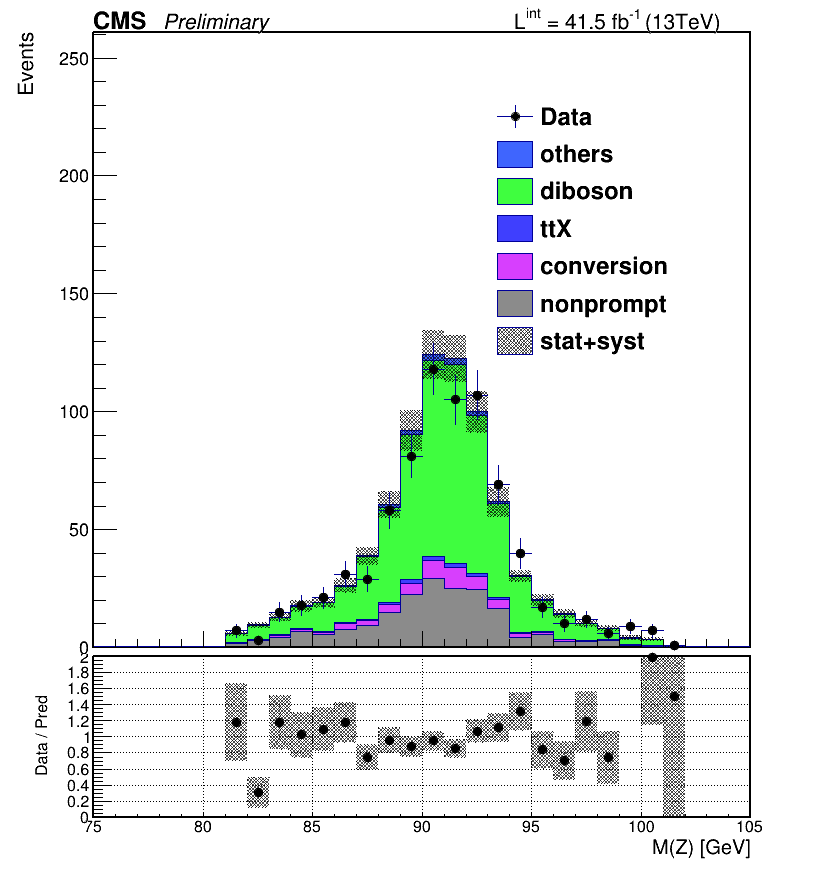 CMS Preliminary L^int = 41.5 fb^-1 (13TeV)
Events
250
200
150
100
50
0
Data
others
diboson
ttX
conversion
nonprompt
stat+syst
Data / Pred
2
1.8
1.6
1.4
1.2
1
0.8
0.6
0.4
0.2
0
75 80 85 90 95 100 105
M(Z) [GeV]